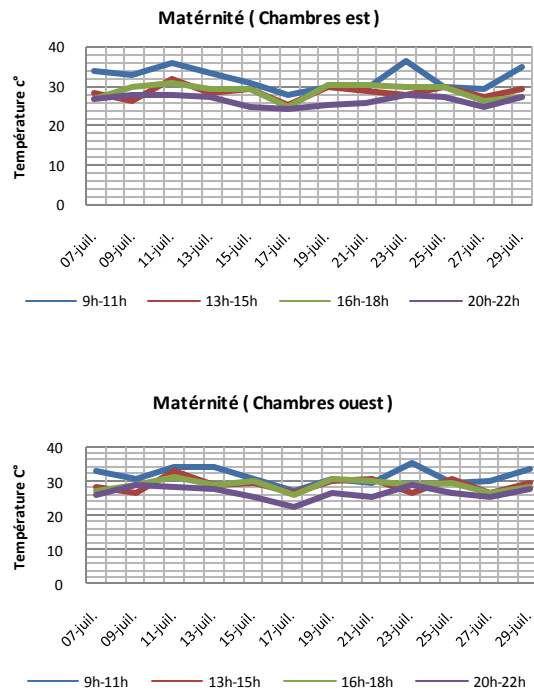 Matérnité ( Chambres est )
Température c°
40
30
20
10
0
07-juil. 09-juil. 11-juil. 13-juil. 15-juil. 17-juil. 19-juil. 21-juil. 23-juil. 25-juil. 27-juil. 29-juil.
9h-11h 13h-15h 16h-18h 20h-22h
Matérnité ( Chambres ouest )
Température C°
40
30
20
10
0
07-juil. 09-juil. 11-juil. 13-juil. 15-juil. 17-juil. 19-juil. 21-juil. 23-juil. 25-juil. 27-juil. 29-juil.
9h-11h 13h-15h 16h-18h 20h-22h